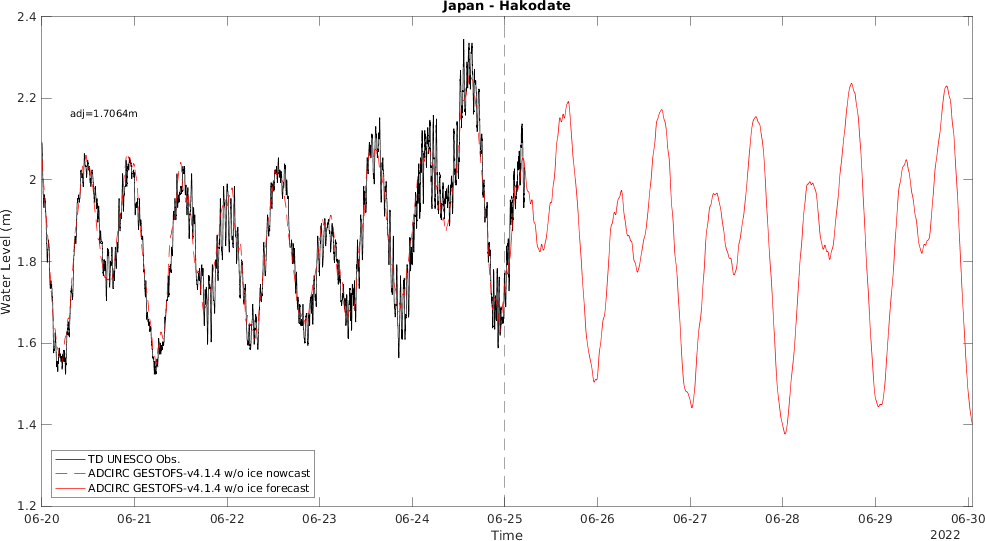 Japan - Hakodate
2.4
2.2
2
1.8
1.6
1.4
1.2
Water Level (m)
adj=1.7064m
TD UNESCO Obs.
ADCIRC GESTOFS-v4.1.4 w/o ice nowcast
ADCIRC GESTOFS-v4.1.4 w/o ice forecast
06-20 06-21 06-22 06-23 06-24 06-25 06-26 06-27 06-28 06-29 06-30
Time
2022